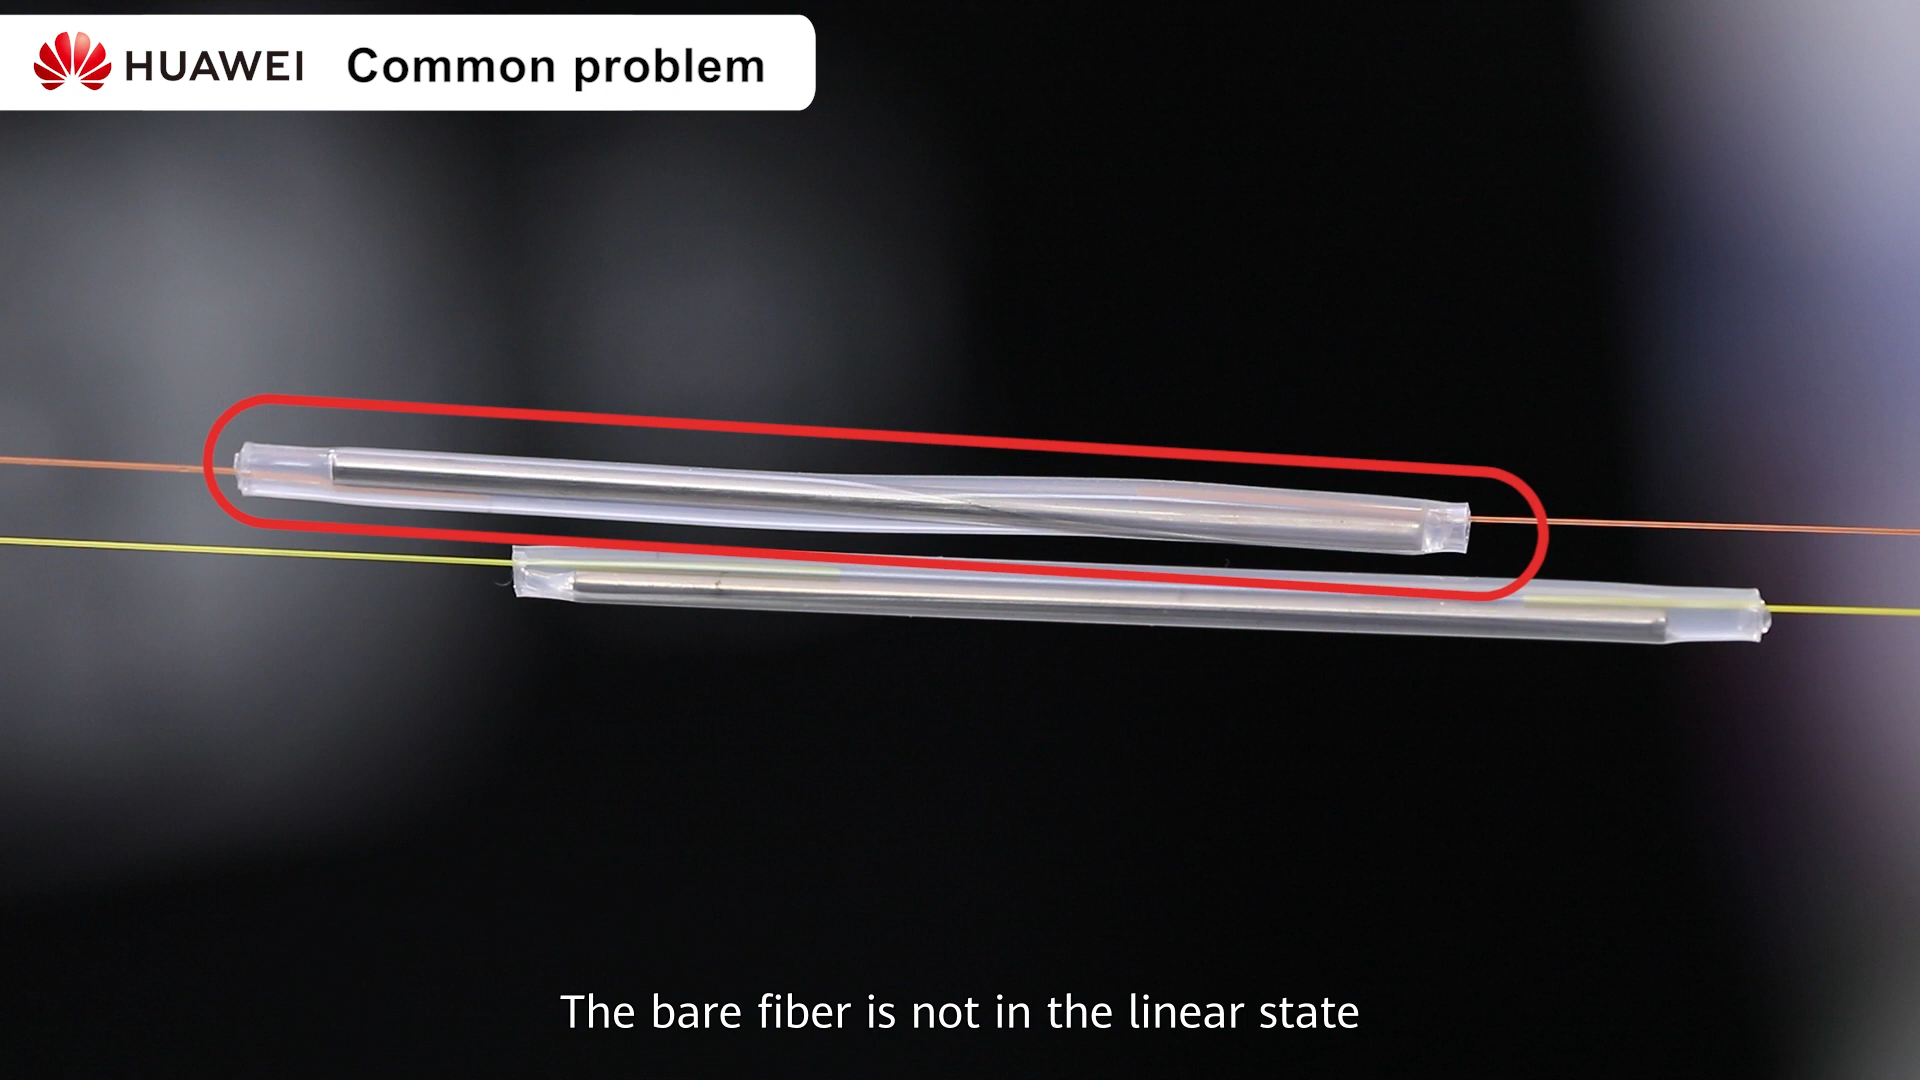 HUAWEI Common problem
The bare fiber is not in the linear state